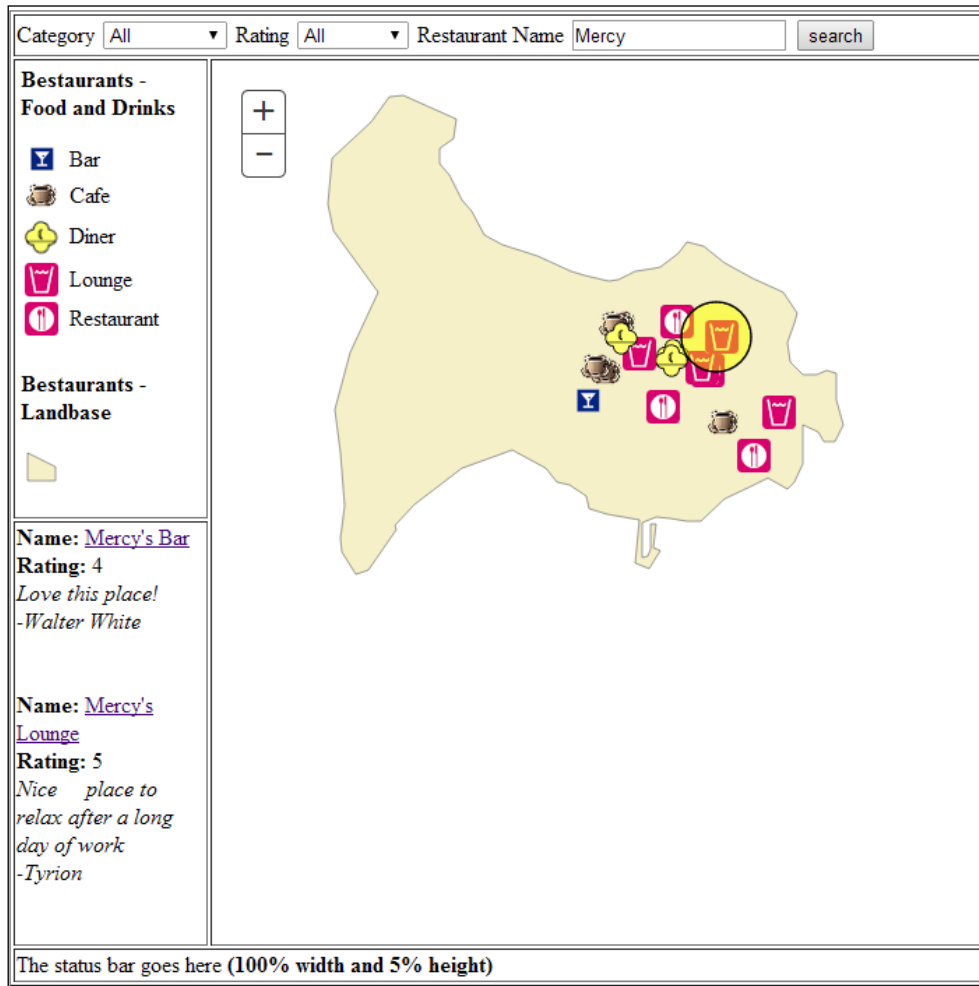 Category All Rating All Restaurant Name Mercy search
Bestaurants -
Food and Drinks
Bar
Cafe
Diner
Lounge
Restaurant
Bestaurants -
Landbase
+
−
Name: Mercy's Bar
Rating: 4
Love this place!
-Walter White
Name: Mercy's
Lounge
Rating: 5
Nice place to
relax after a long
day of work
-Tyrion
The status bar goes here (100% width and 5% height)